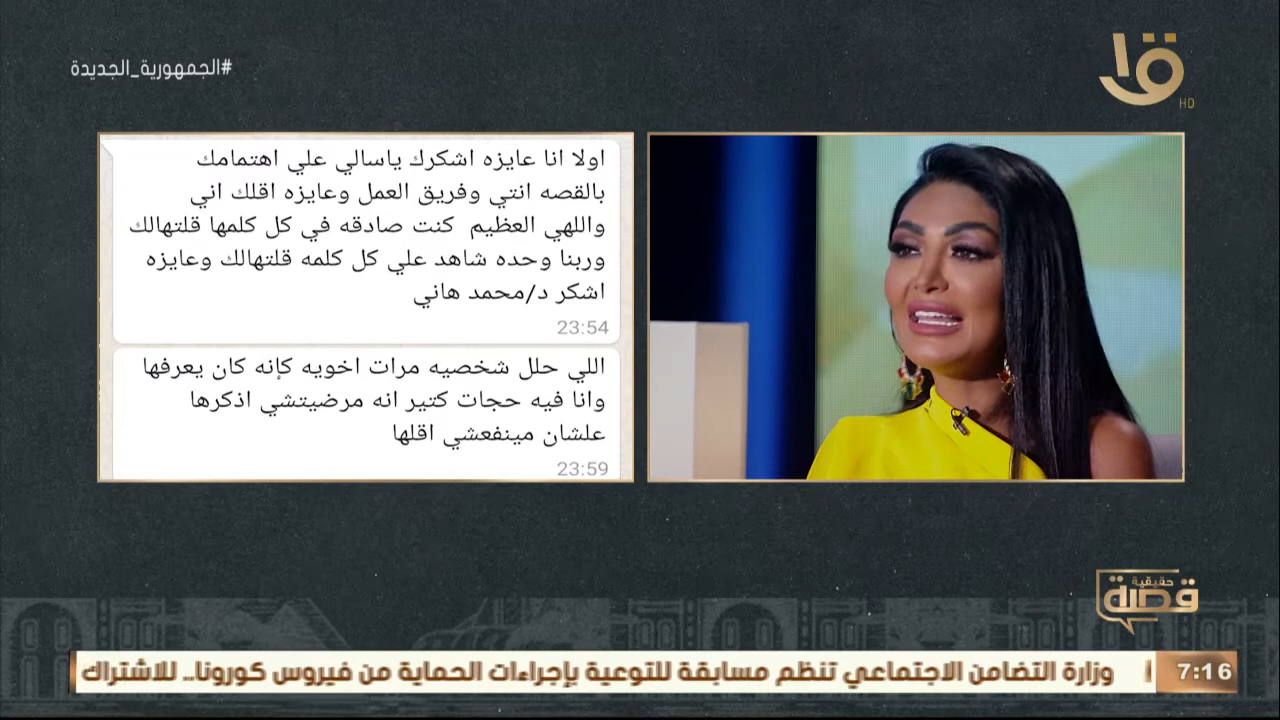 #الجمهورية_الجديدة
HD
اولا انا عايزه اشكرك ياسالي علي اهتمامك
بالقصه انتي وفريق العمل وعايزه اقلك اني
واللهي العظيم كنت صادقه في كل كلمها قلتهالك
وربنا وحده شاهد علي كل كلمه قلتهالك وعايزه
اشكر د/محمد هاني
23:54
اللي حلل شخصيه مرات اخويه كإنه كان يعرفها
وانا فيه حجات كتير انه مرضيتشي اذكرها
علشان مينفعشي اقلها
23:59
قصة
حقيقية
7:16
وزارة التضامن الاجتماعي تنظم مسابقة للتوعية بإجراءات الحماية من فيروس كورونا.. للاشتراك